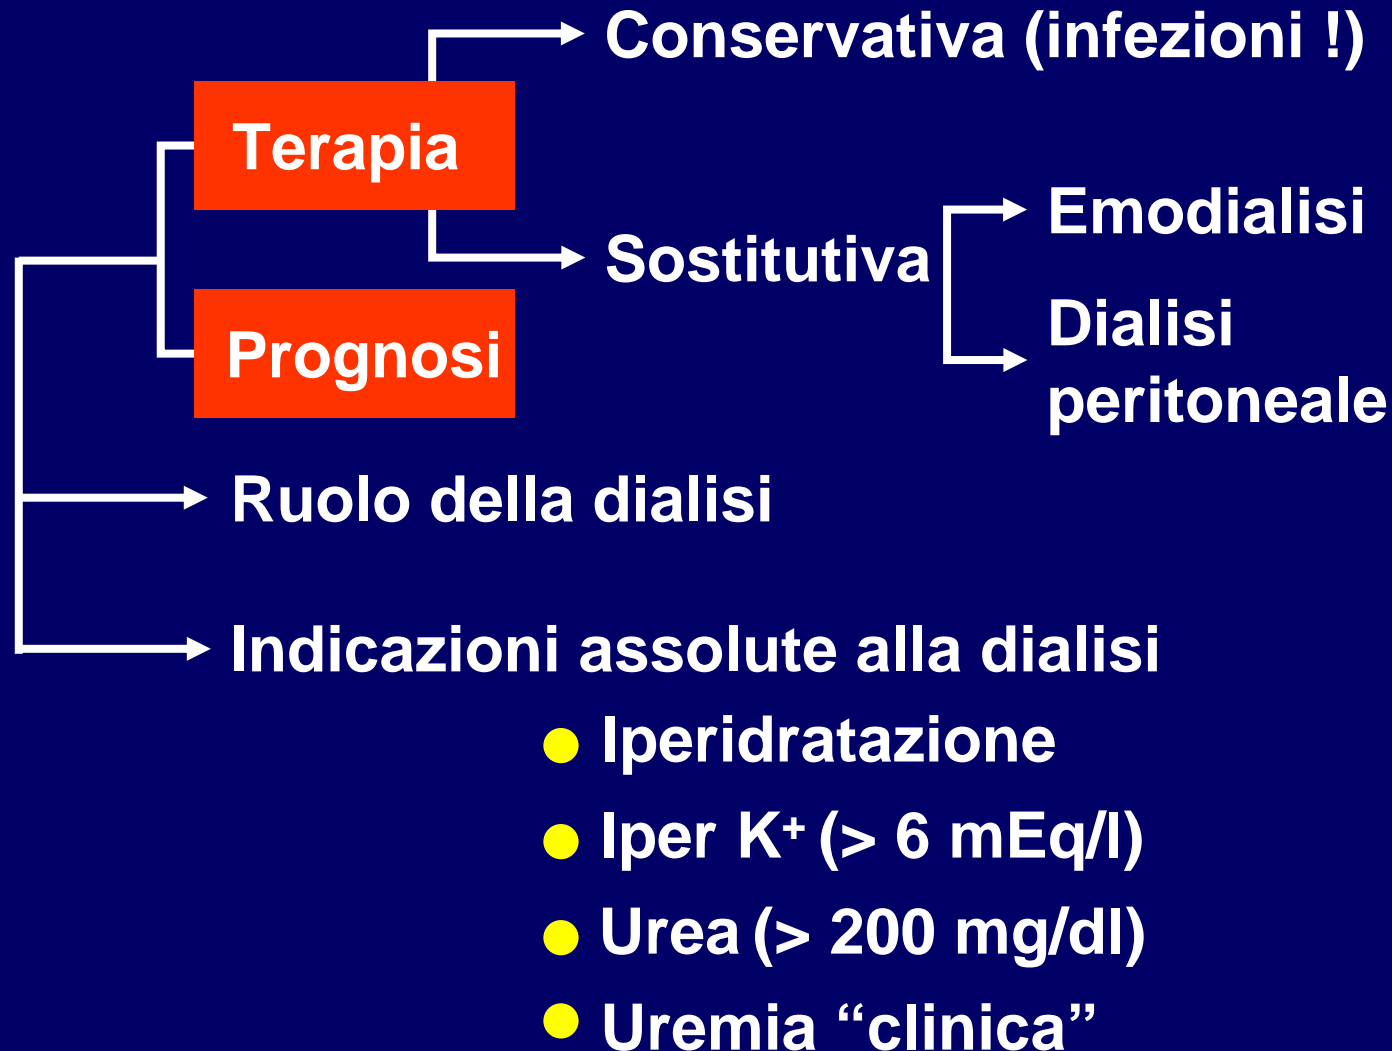 Conservativa (infezioni !)
Terapia
Sostitutiva
Emodialisi
Dialisi
peritoneale
Prognosi
Ruolo della dialisi
Indicazioni assolute alla dialisi
Iperidratazione
Iper K⁺ (> 6 mEq/l)
Urea (> 200 mg/dl)
Uremia “clinica”